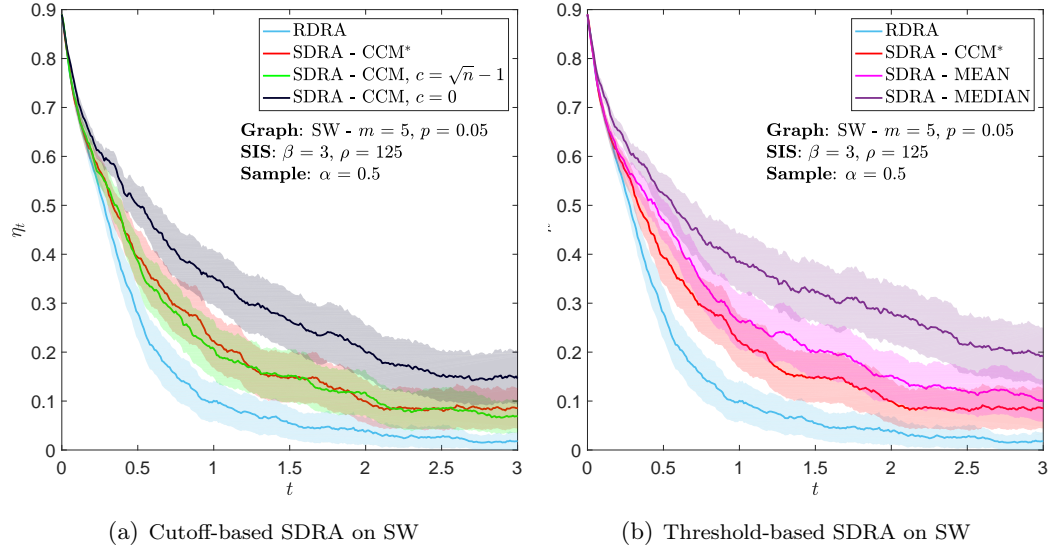 0.9
0.8
0.7
0.6
0.5
0.4
0.3
0.2
0.1
0
η_t
RDRA
SDRA - CCM*
SDRA - CCM, c = √n − 1
SDRA - CCM, c = 0
Graph: SW - m = 5, p = 0.05
SIS: β = 3, ρ = 125
Sample: α = 0.5
0 0.5 1 1.5 2 2.5 3
t
(a) Cutoff-based SDRA on SW
0.9
0.8
0.7
0.6
0.5
0.4
0.3
0.2
0.1
0
RDRA
SDRA - CCM*
SDRA - MEAN
SDRA - MEDIAN
Graph: SW - m = 5, p = 0.05
SIS: β = 3, ρ = 125
Sample: α = 0.5
0 0.5 1 1.5 2 2.5 3
t
(b) Threshold-based SDRA on SW